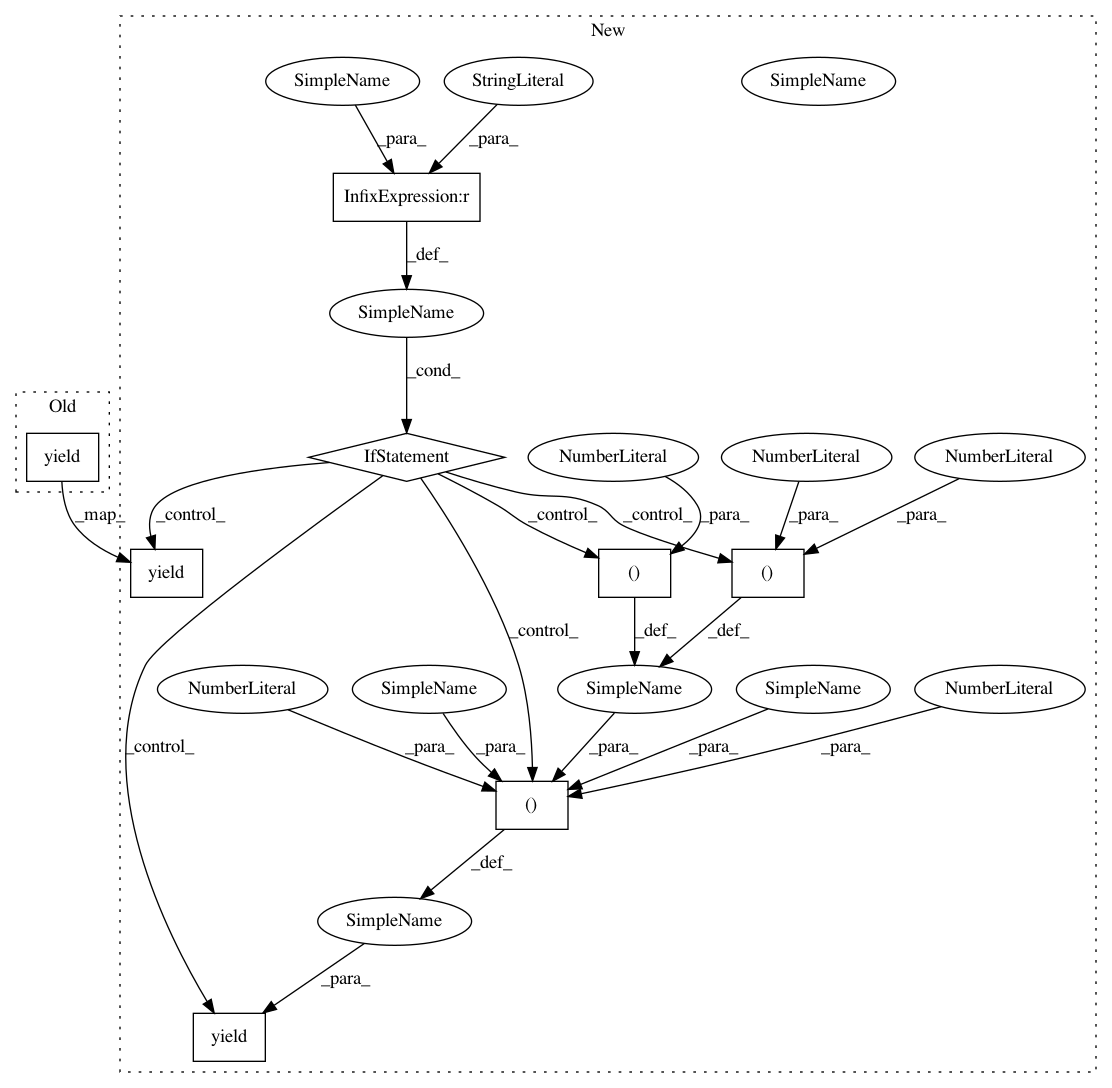 New
SimpleName
StringLiteral
SimpleName
_para_
_para_
InfixExpression:r
_def_
SimpleName
_cond_
Old
yield
IfStatement
NumberLiteral
NumberLiteral
NumberLiteral
_map_
_control_
_control_
_control_
_para_
_para_
_para_
yield
()
()
_control_
_def_
_def_
NumberLiteral
SimpleName
SimpleName
SimpleName
NumberLiteral
_control_
_para_
_para_
_para_
_para_
_para_
()
_def_
SimpleName
_para_
yield